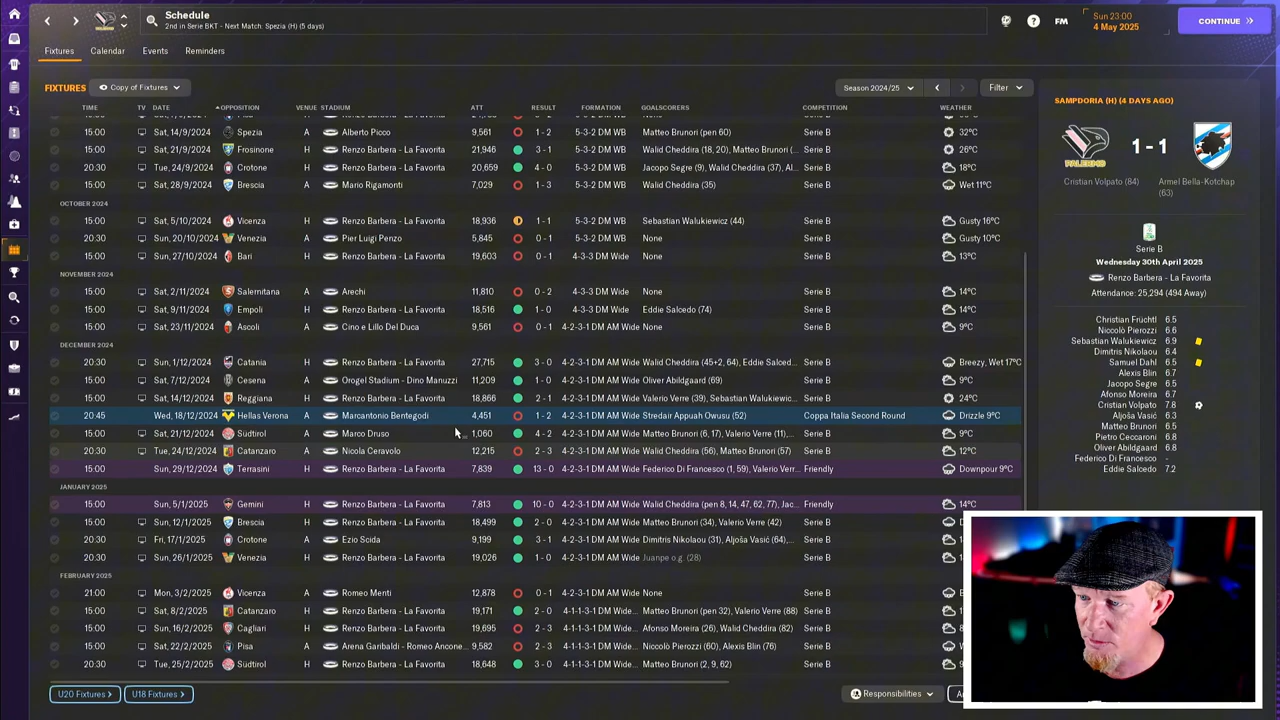 Schedule
2nd in Serie BKT - Next Match: Spezia (H) (5 days)
FM
Sun 23:00
4 May 2025
CONTINUE
Fixtures Calendar Events Reminders
FIXTURES Copy of Fixtures Season 2024/25 Filter
TIME TV DATE OPPOSITION VENUE STADIUM ATT RESULT FORMATION GOALSCORERS COMPETITION WEATHER
15:00 Sat, 14/9/2024 Spezia A Alberto Picco 9,561 1 - 2 5-3-2 DM WB Matteo Brunori (pen 60) Serie B 32°C
15:00 Sat, 21/9/2024 Frosinone H Renzo Barbera - La Favorita 21,946 3 - 1 5-3-2 DM WB Walid Cheddira (18, 20), Matteo Brunori (... Serie B 26°C
20:30 Tue, 24/9/2024 Crotone H Renzo Barbera - La Favorita 20,659 4 - 0 5-3-2 DM WB Jacopo Segre (9), Walid Cheddira (37), Al... Serie B 18°C
15:00 Sat, 28/9/2024 Brescia A Mario Rigamonti 7,029 1 - 3 5-3-2 DM WB Walid Cheddira (35) Serie B Wet 11°C
OCTOBER 2024
15:00 Sat, 5/10/2024 Vicenza H Renzo Barbera - La Favorita 18,936 1 - 1 5-3-2 DM WB Sebastian Walukiewicz (44) Serie B Gusty 16°C
20:30 Sun, 20/10/2024 Venezia A Pier Luigi Penzo 5,845 0 - 1 5-3-2 DM WB None Serie B Gusty 10°C
15:00 Sun, 27/10/2024 Bari H Renzo Barbera - La Favorita 19,603 0 - 1 4-3-3 DM Wide None Serie B 13°C
NOVEMBER 2024
15:00 Sat, 2/11/2024 Salernitana A Arechi 11,810 0 - 2 4-3-3 DM Wide None Serie B 14°C
15:00 Sat, 9/11/2024 Empoli H Renzo Barbera - La Favorita 18,516 1 - 0 4-3-3 DM Wide Eddie Salcedo (74) Serie B 14°C
15:00 Sat, 23/11/2024 Ascoli A Cino e Lillo Del Duca 9,561 0 - 1 4-2-3-1 DM AM Wide None Serie B 9°C
DECEMBER 2024
20:30 Sun, 1/12/2024 Catania H Renzo Barbera - La Favorita 27,715 3 - 0 4-2-3-1 DM AM Wide Walid Cheddira (45+2, 64), Eddie Salced... Serie B Breezy, Wet 17°C
15:00 Sat, 7/12/2024 Cesena A Orogel Stadium - Dino Manuzzi 11,209 1 - 0 4-2-3-1 DM AM Wide Oliver Abildgaard (69) Serie B 9°C
15:00 Sat, 14/12/2024 Reggiana H Renzo Barbera - La Favorita 18,866 2 - 1 4-2-3-1 DM AM Wide Valerio Verre (39), Sebastian Walukiewic... Serie B 24°C
20:45 Wed, 18/12/2024 Hellas Verona A Marcantonio Bentegodi 4,451 1 - 2 4-2-3-1 DM AM Wide Stredair Appuah Owusu (52) Coppa Italia Second Round Drizzle 9°C
15:00 Sat, 21/12/2024 Südtirol A Marco Druso 1,060 4 - 2 4-2-3-1 DM AM Wide Matteo Brunori (6, 17), Valerio Verre (11),... Serie B 9°C
20:30 Tue, 24/12/2024 Catanzaro A Nicola Ceravolo 12,215 2 - 3 4-2-3-1 DM AM Wide Walid Cheddira (56), Matteo Brunori (57) Serie B 12°C
15:00 Sun, 29/12/2024 Terrasini H Renzo Barbera - La Favorita 7,839 13 - 0 4-2-3-1 DM AM Wide Federico Di Francesco (1, 59), Valerio Verr... Friendly Downpour 9°C
JANUARY 2025
15:00 Sun, 5/1/2025 Gemini H Renzo Barbera - La Favorita 7,813 10 - 0 4-2-3-1 DM AM Wide Walid Cheddira (pen 8, 14, 47, 62, 77), Jac... Friendly 14°C
15:00 Sun, 12/1/2025 Brescia H Renzo Barbera - La Favorita 18,499 2 - 0 4-2-3-1 DM AM Wide Matteo Brunori (34), Valerio Verre (42) Serie B
20:30 Fri, 17/1/2025 Crotone A Ezio Scida 9,199 3 - 1 4-2-3-1 DM AM Wide Dimitris Nikolaou (31), Aljoša Vasić (64),... Serie B
20:30 Sun, 26/1/2025 Venezia H Renzo Barbera - La Favorita 19,026 1 - 0 4-2-3-1 DM AM Wide Juanpe o.g. (28) Serie B
FEBRUARY 2025
21:00 Mon, 3/2/2025 Vicenza A Romeo Menti 12,878 0 - 1 4-2-3-1 DM AM Wide None Serie B
15:00 Sat, 8/2/2025 Catanzaro H Renzo Barbera - La Favorita 19,171 2 - 0 4-1-1-3-1 DM Wide... Matteo Brunori (pen 32), Valerio Verre (88) Serie B
15:00 Sun, 16/2/2025 Cagliari H Renzo Barbera - La Favorita 19,695 2 - 3 4-1-1-3-1 DM Wide... Afonso Moreira (26), Walid Cheddira (82) Serie B
15:00 Sat, 22/2/2025 Pisa A Arena Garibaldi - Romeo Ancone... 9,582 2 - 3 4-1-1-3-1 DM Wide... Niccolò Pierozzi (60), Alexis Blin (76) Serie B
20:30 Tue, 25/2/2025 Südtirol H Renzo Barbera - La Favorita 18,648 3 - 0 4-1-1-3-1 DM Wide... Matteo Brunori (2, 9, 62) Serie B
U20 Fixtures > U18 Fixtures > Responsibilities
SAMPDORIA (H) (4 DAYS AGO)
PALERMO
1 - 1
Cristian Volpato (84) Armel Bella-Kotchap (63)
Serie B
Wednesday 30th April 2025
Renzo Barbera - La Favorita
Attendance: 25,294 (494 Away)
Christian Früchtl 6.5
Niccolò Pierozzi 6.6
Sebastian Walukiewicz 6.9
Dimitris Nikolaou 6.4
Samuel Dahl 6.5
Alexis Blin 6.7
Jacopo Segre 6.5
Afonso Moreira 6.7
Cristian Volpato 7.8
Aljoša Vasić 6.3
Matteo Brunori 6.5
Pietro Ceccaroni 6.8
Oliver Abildgaard 6.8
Federico Di Francesco -
Eddie Salcedo 7.2